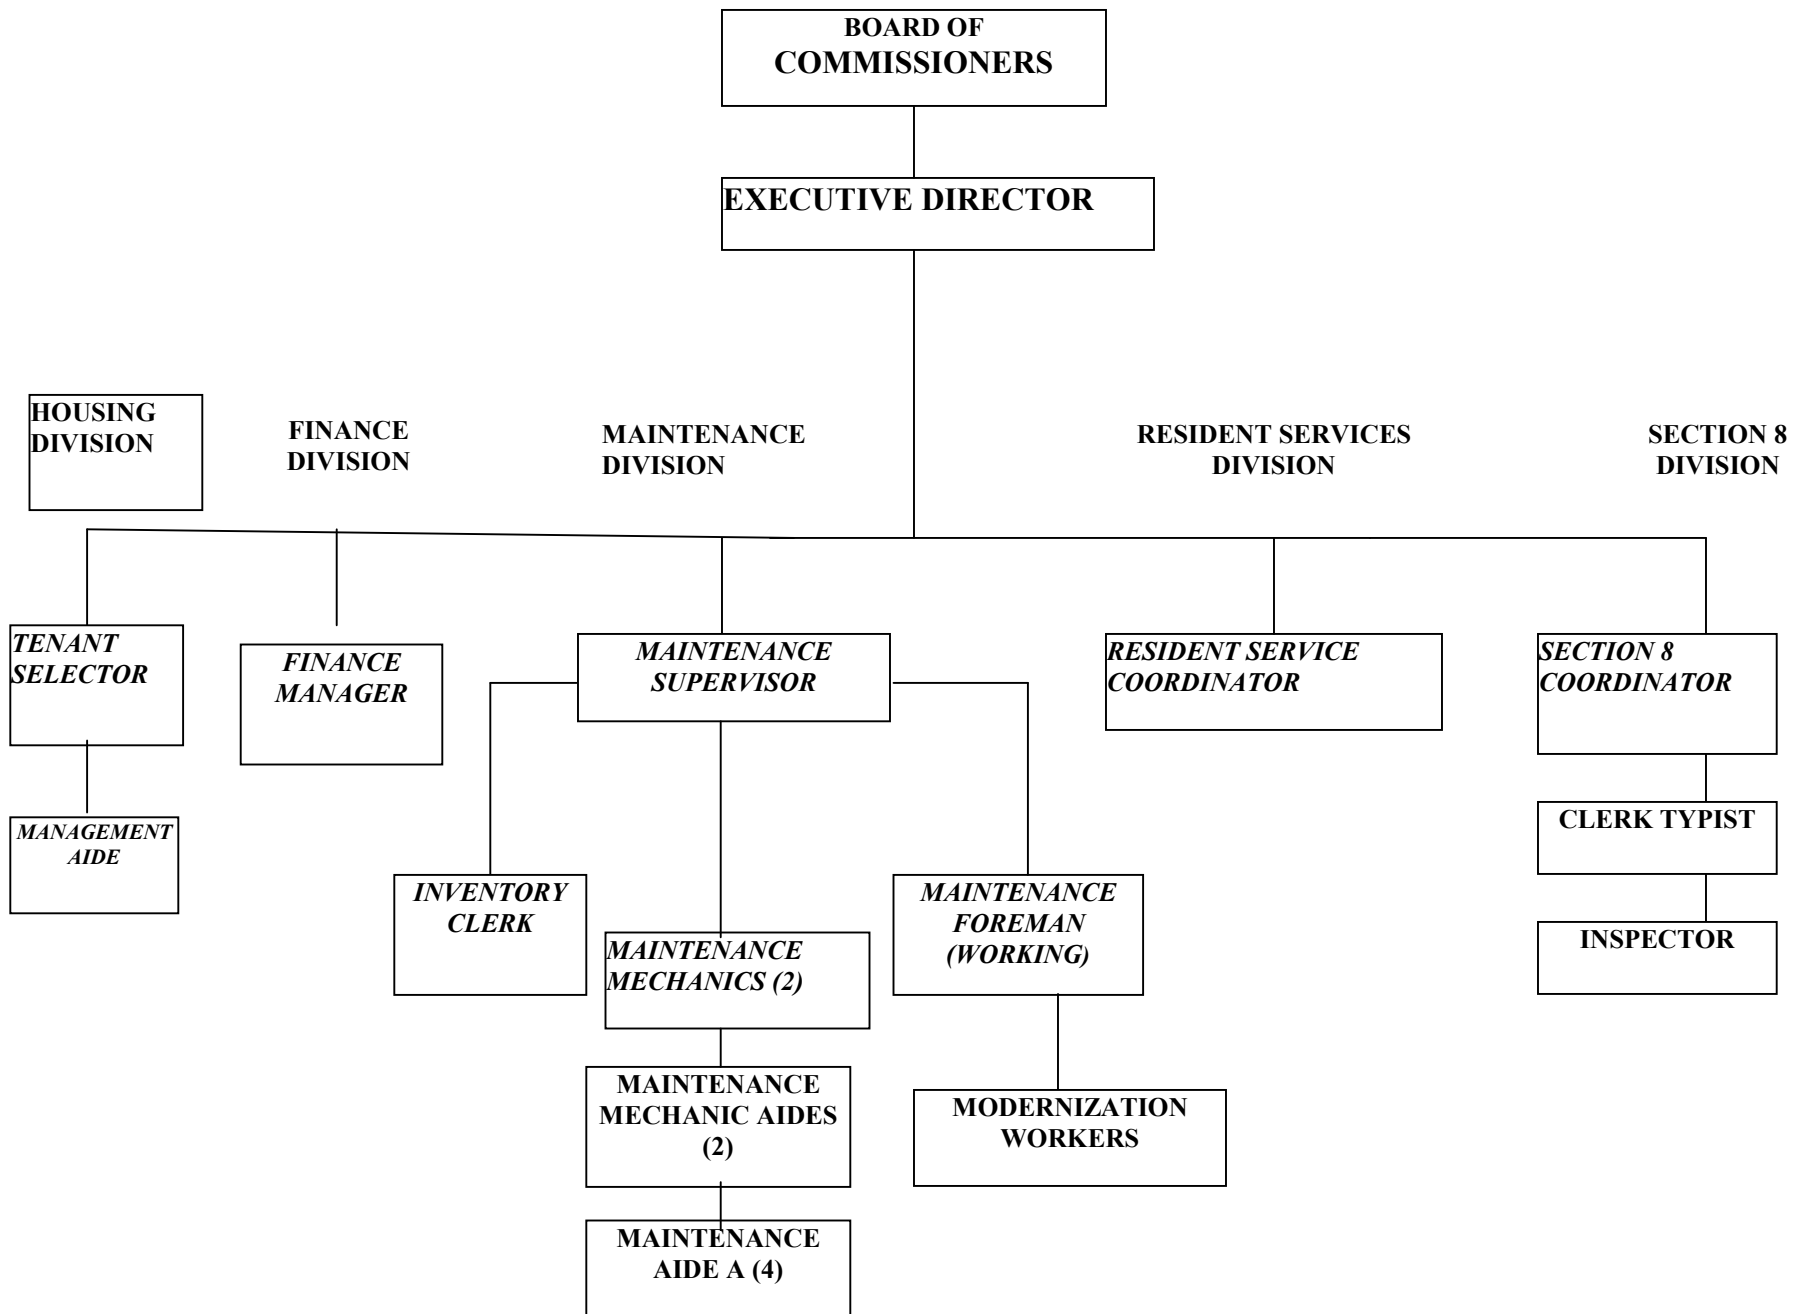 BOARD OF
COMMISSIONERS
EXECUTIVE DIRECTOR
HOUSING
DIVISION
FINANCE
DIVISION
MAINTENANCE
DIVISION
RESIDENT SERVICES
DIVISION
SECTION 8
DIVISION
TENANT
SELECTOR
FINANCE
MANAGER
MAINTENANCE
SUPERVISOR
RESIDENT SERVICE
COORDINATOR
SECTION 8
COORDINATOR
MANAGEMENT
AIDE
CLERK TYPIST
INVENTORY
CLERK
MAINTENANCE
MECHANICS (2)
MAINTENANCE
FOREMAN
(WORKING)
INSPECTOR
MAINTENANCE
MECHANIC AIDES
(2)
MODERNIZATION
WORKERS
MAINTENANCE
AIDE A (4)